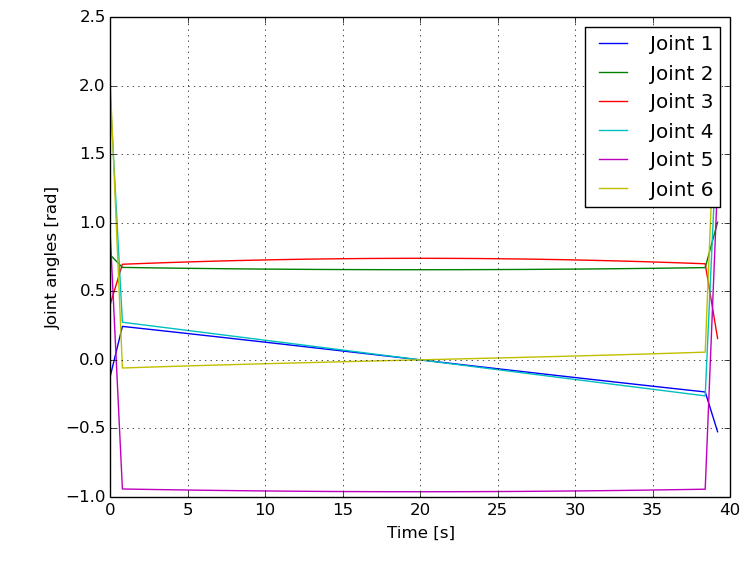 2.5
2.0
1.5
1.0
0.5
0.0
−0.5
−1.0
Joint angles [rad]
Joint 1
Joint 2
Joint 3
Joint 4
Joint 5
Joint 6
0 5 10 15 20 25 30 35 40
Time [s]